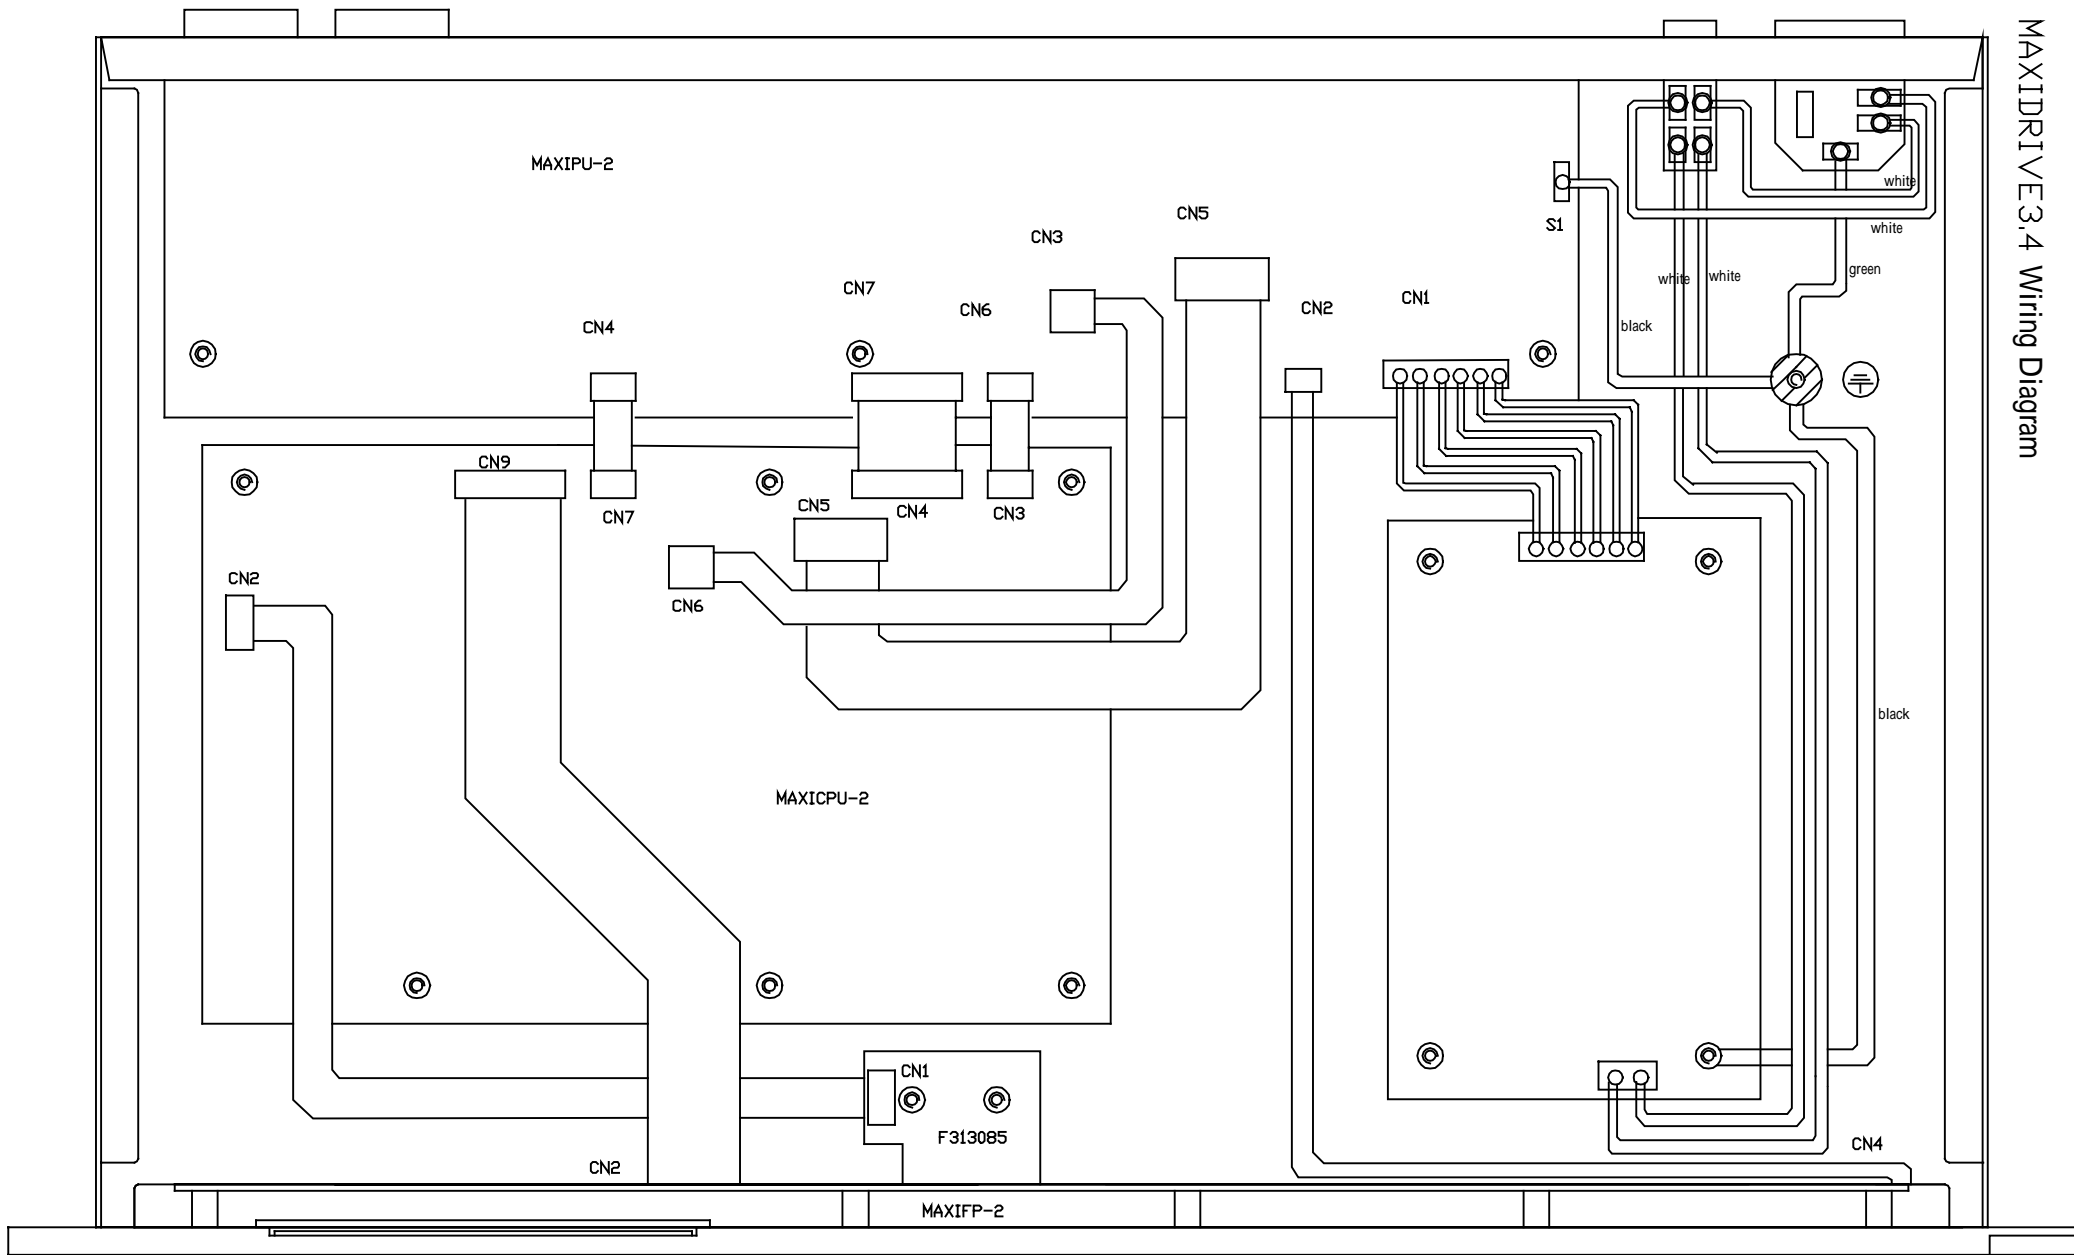 MAXIDRIVE3.4 Wiring Diagram
MAXIPU-2
white
CN5
S1
white
CN3
white
white
green
CN7
CN6
CN2
CN1
CN4
black
CN9
CN5
CN4
CN3
CN7
CN2
CN6
black
MAXICPU-2
CN1
F313085
CN4
CN2
MAXIFP-2